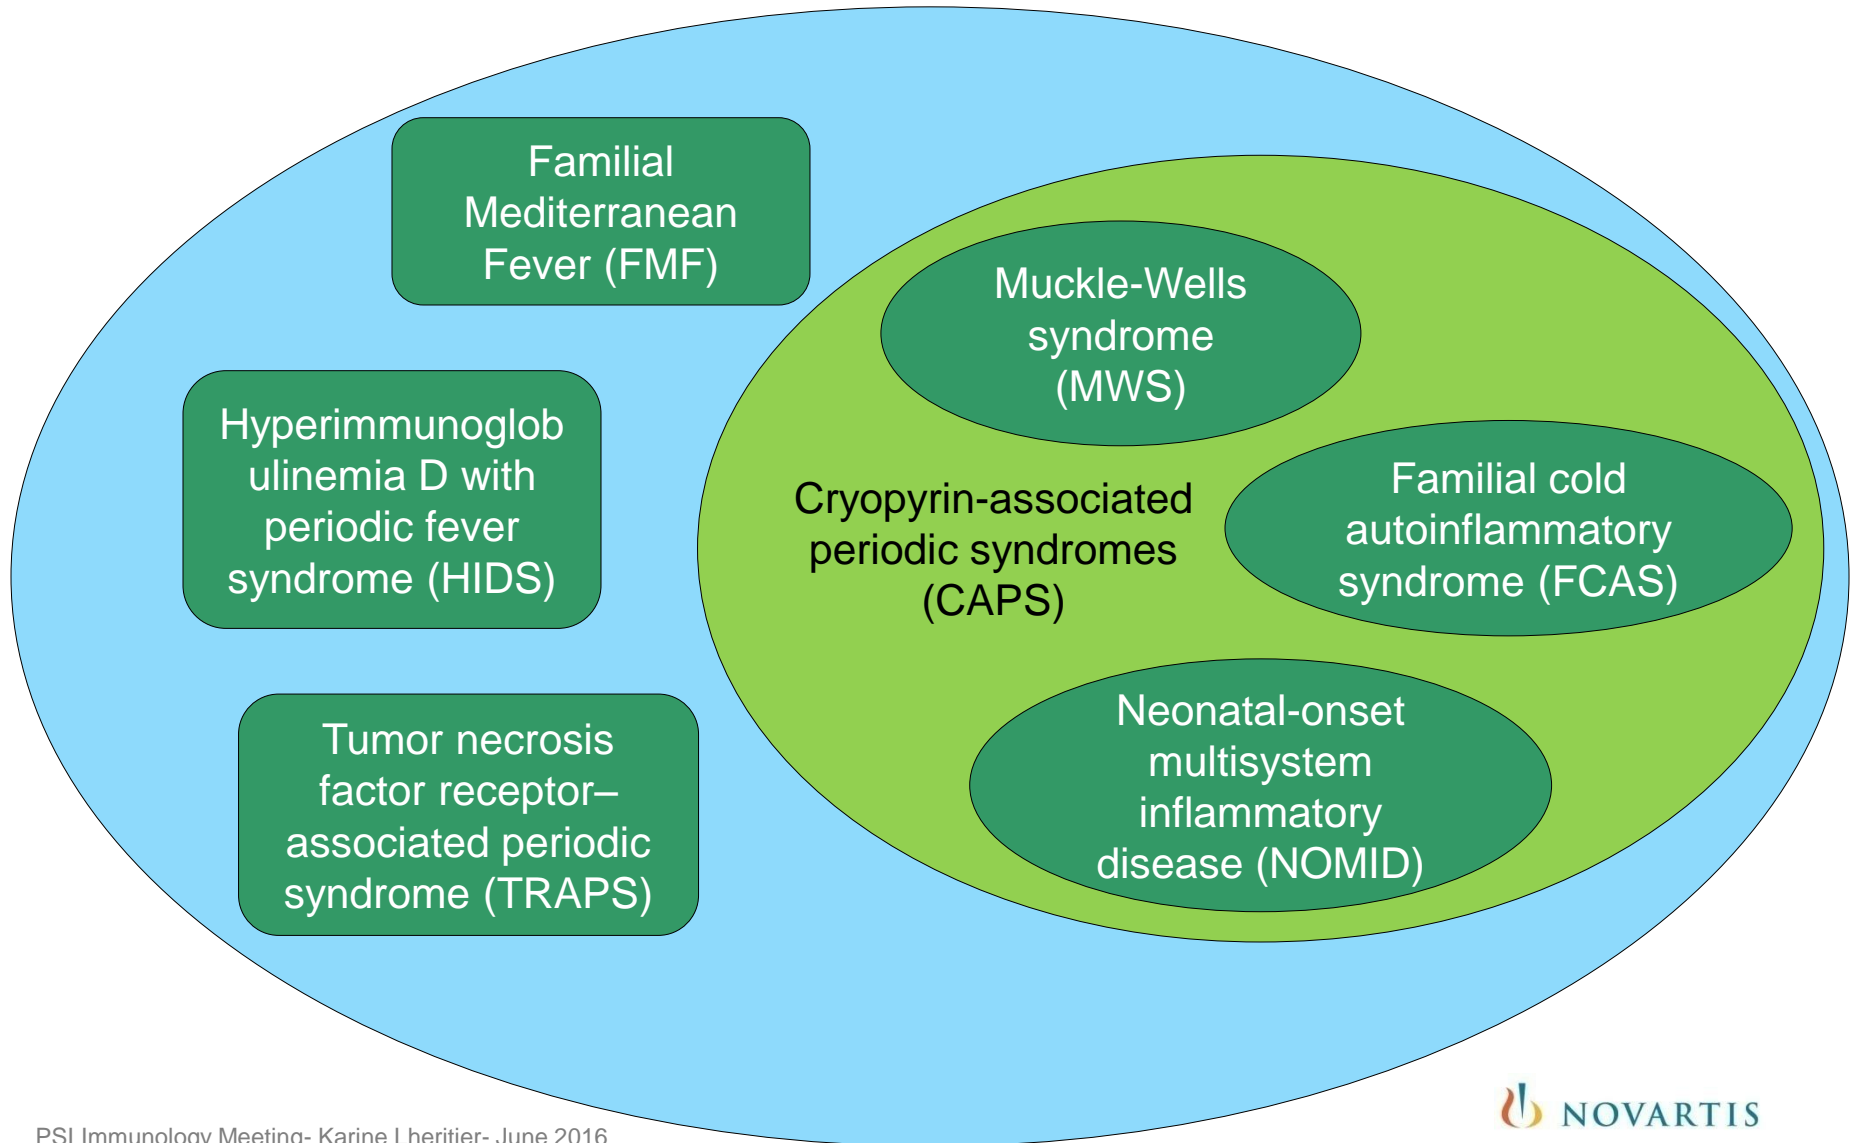 Familial
Mediterranean
Fever (FMF)
Muckle-Wells
syndrome
(MWS)
Hyperimmunoglob
ulinemia D with
periodic fever
syndrome (HIDS)
Cryopyrin-associated
periodic syndromes
(CAPS)
Familial cold
autoinflammatory
syndrome (FCAS)
Tumor necrosis
factor receptor–
associated periodic
syndrome (TRAPS)
Neonatal-onset
multisystem
inflammatory
disease (NOMID)
NOVARTIS
PSI Immunology Meeting- Karine Lheritier- June 2016